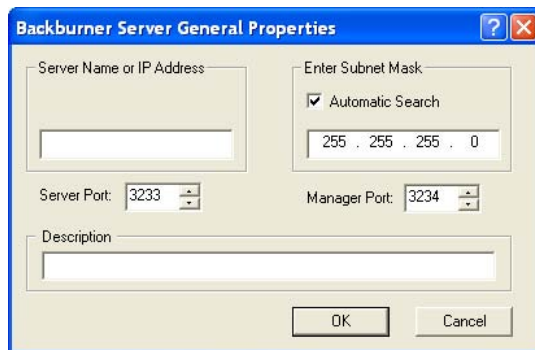 Backburner Server General Properties
Server Name or IP Address
Enter Subnet Mask
Automatic Search
255 . 255 . 255 . 0
Server Port: 3233
Manager Port: 3234
Description
OK
Cancel